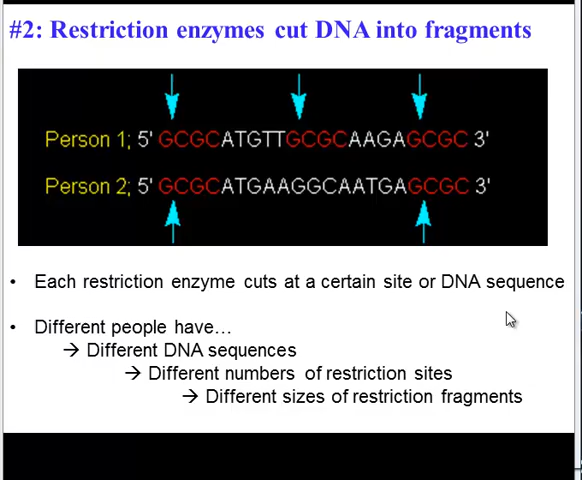 #2: Restriction enzymes cut DNA into fragments
Person 1; 5' GCGCATGTTGCGCAAGAGCGC 3'
Person 2; 5' GCGCATGAAGGCAATGAGCGC 3'
• Each restriction enzyme cuts at a certain site or DNA sequence
• Different people have…
→ Different DNA sequences
→ Different numbers of restriction sites
→ Different sizes of restriction fragments